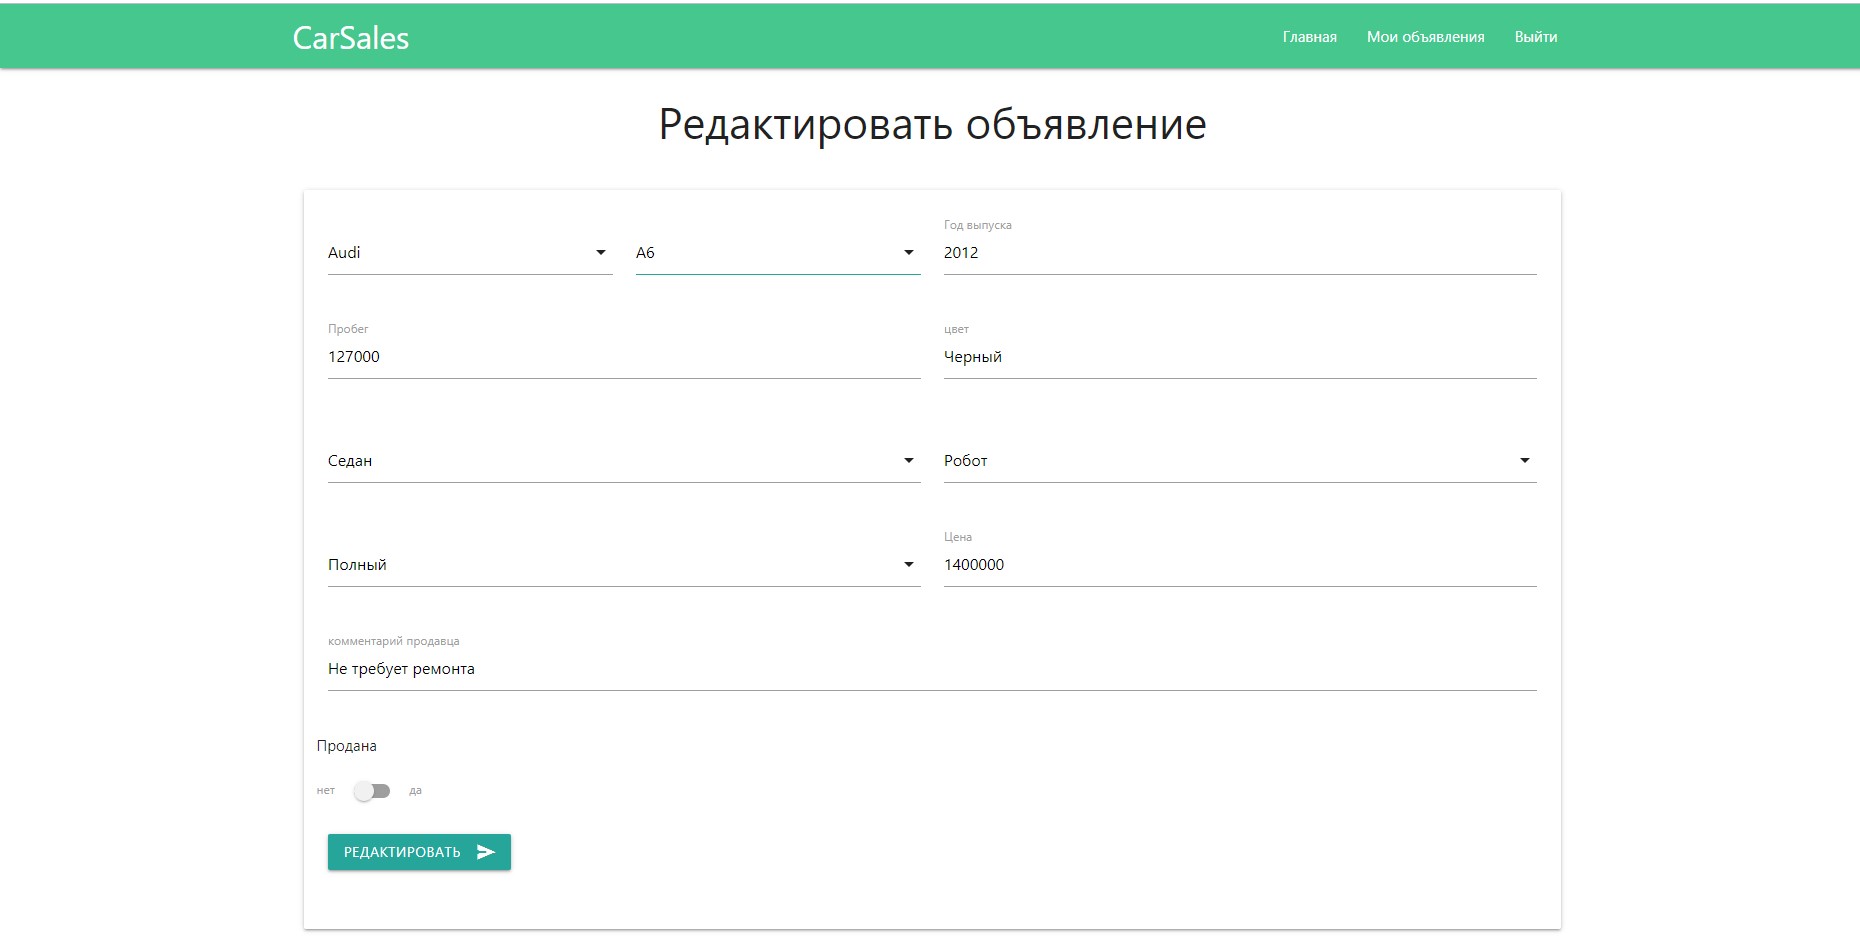 CarSales
Главная
Мои объявления
Выйти
Редактировать объявление
Audi
A6
Год выпуска
2012
Пробег
127000
цвет
Черный
Седан
Робот
Полный
Цена
1400000
комментарий продавца
Не требует ремонта
Продана
нет
да
РЕДАКТИРОВАТЬ